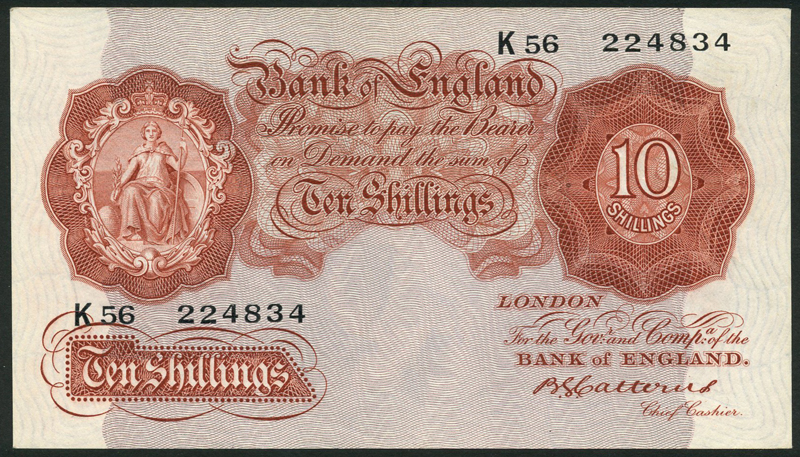 K 56 224834
Bank of England
Promise to pay the Bearer
on Demand the sum of
Ten Shillings
10
SHILLINGS
K 56 224834
Ten Shillings
LONDON
For the Govr. and Compa. of the
BANK of ENGLAND.
B G Catterns
Chief Cashier.